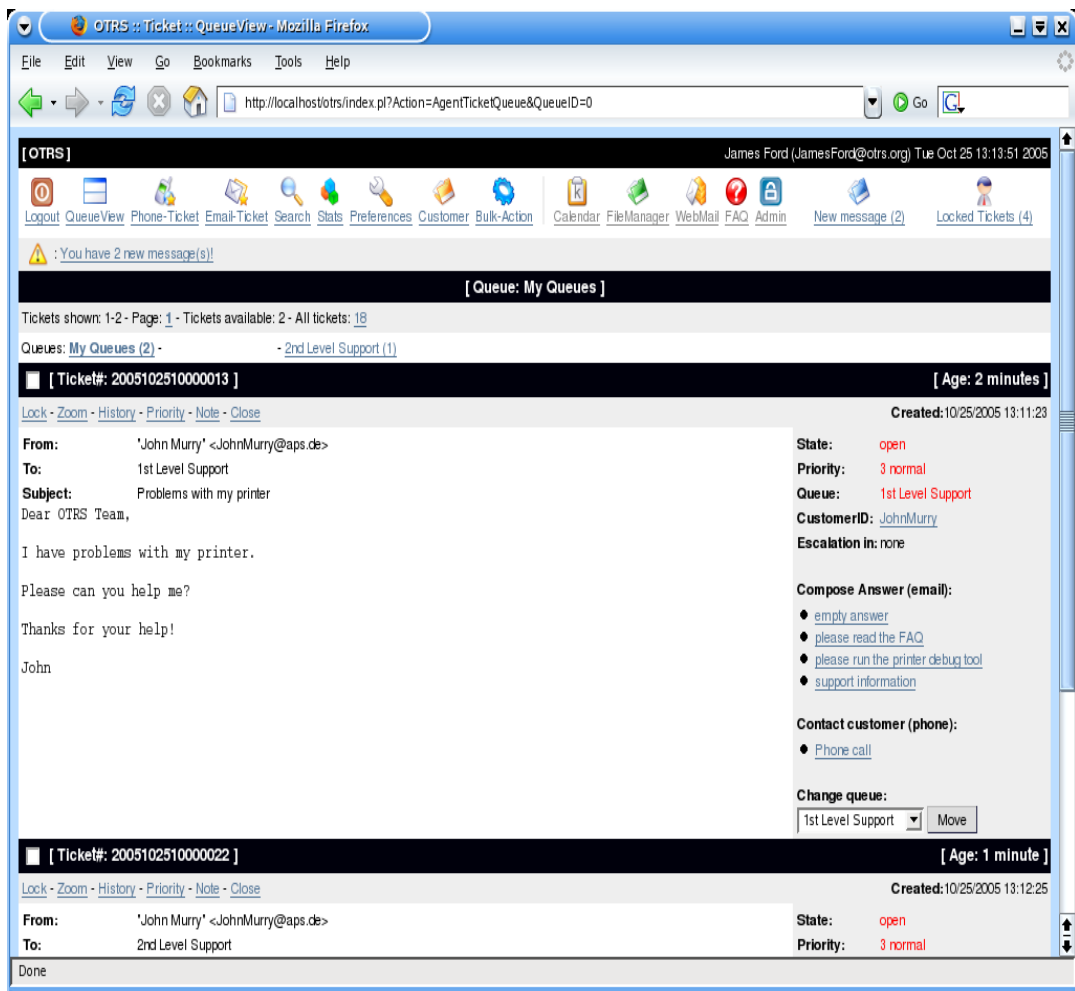 OTRS :: Ticket :: QueueView - Mozilla Firefox
File Edit View Go Bookmarks Tools Help
http://localhost/otrs/index.pl?Action=AgentTicketQueue&QueueID=0 Go G
[ OTRS ] James Ford (JamesFord@otrs.org) Tue Oct 25 13:13:51 2005
Logout QueueView Phone-Ticket Email-Ticket Search Stats Preferences Customer Bulk-Action Calendar FileManager WebMail FAQ Admin New message (2) Locked Tickets (4)
: You have 2 new message(s)!
[ Queue: My Queues ]
Tickets shown: 1-2 - Page: 1 - Tickets available: 2 - All tickets: 18
Queues: My Queues (2) - - 2nd Level Support (1)
[ Ticket#: 2005102510000013 ] [ Age: 2 minutes ]
Lock - Zoom - History - Priority - Note - Close Created: 10/25/2005 13:11:23
From: "John Murry" <JohnMurry@aps.de>
To: 1st Level Support
Subject: Problems with my printer
Dear OTRS Team,
I have problems with my printer.
Please can you help me?
Thanks for your help!
John
State: open
Priority: 3 normal
Queue: 1st Level Support
CustomerID: JohnMurry
Escalation in: none
Compose Answer (email):
empty answer
please read the FAQ
please run the printer debug tool
support information
Contact customer (phone):
Phone call
Change queue:
1st Level Support Move
[ Ticket#: 2005102510000022 ] [ Age: 1 minute ]
Lock - Zoom - History - Priority - Note - Close Created: 10/25/2005 13:12:25
From: "John Murry" <JohnMurry@aps.de>
To: 2nd Level Support
State: open
Priority: 3 normal
Done